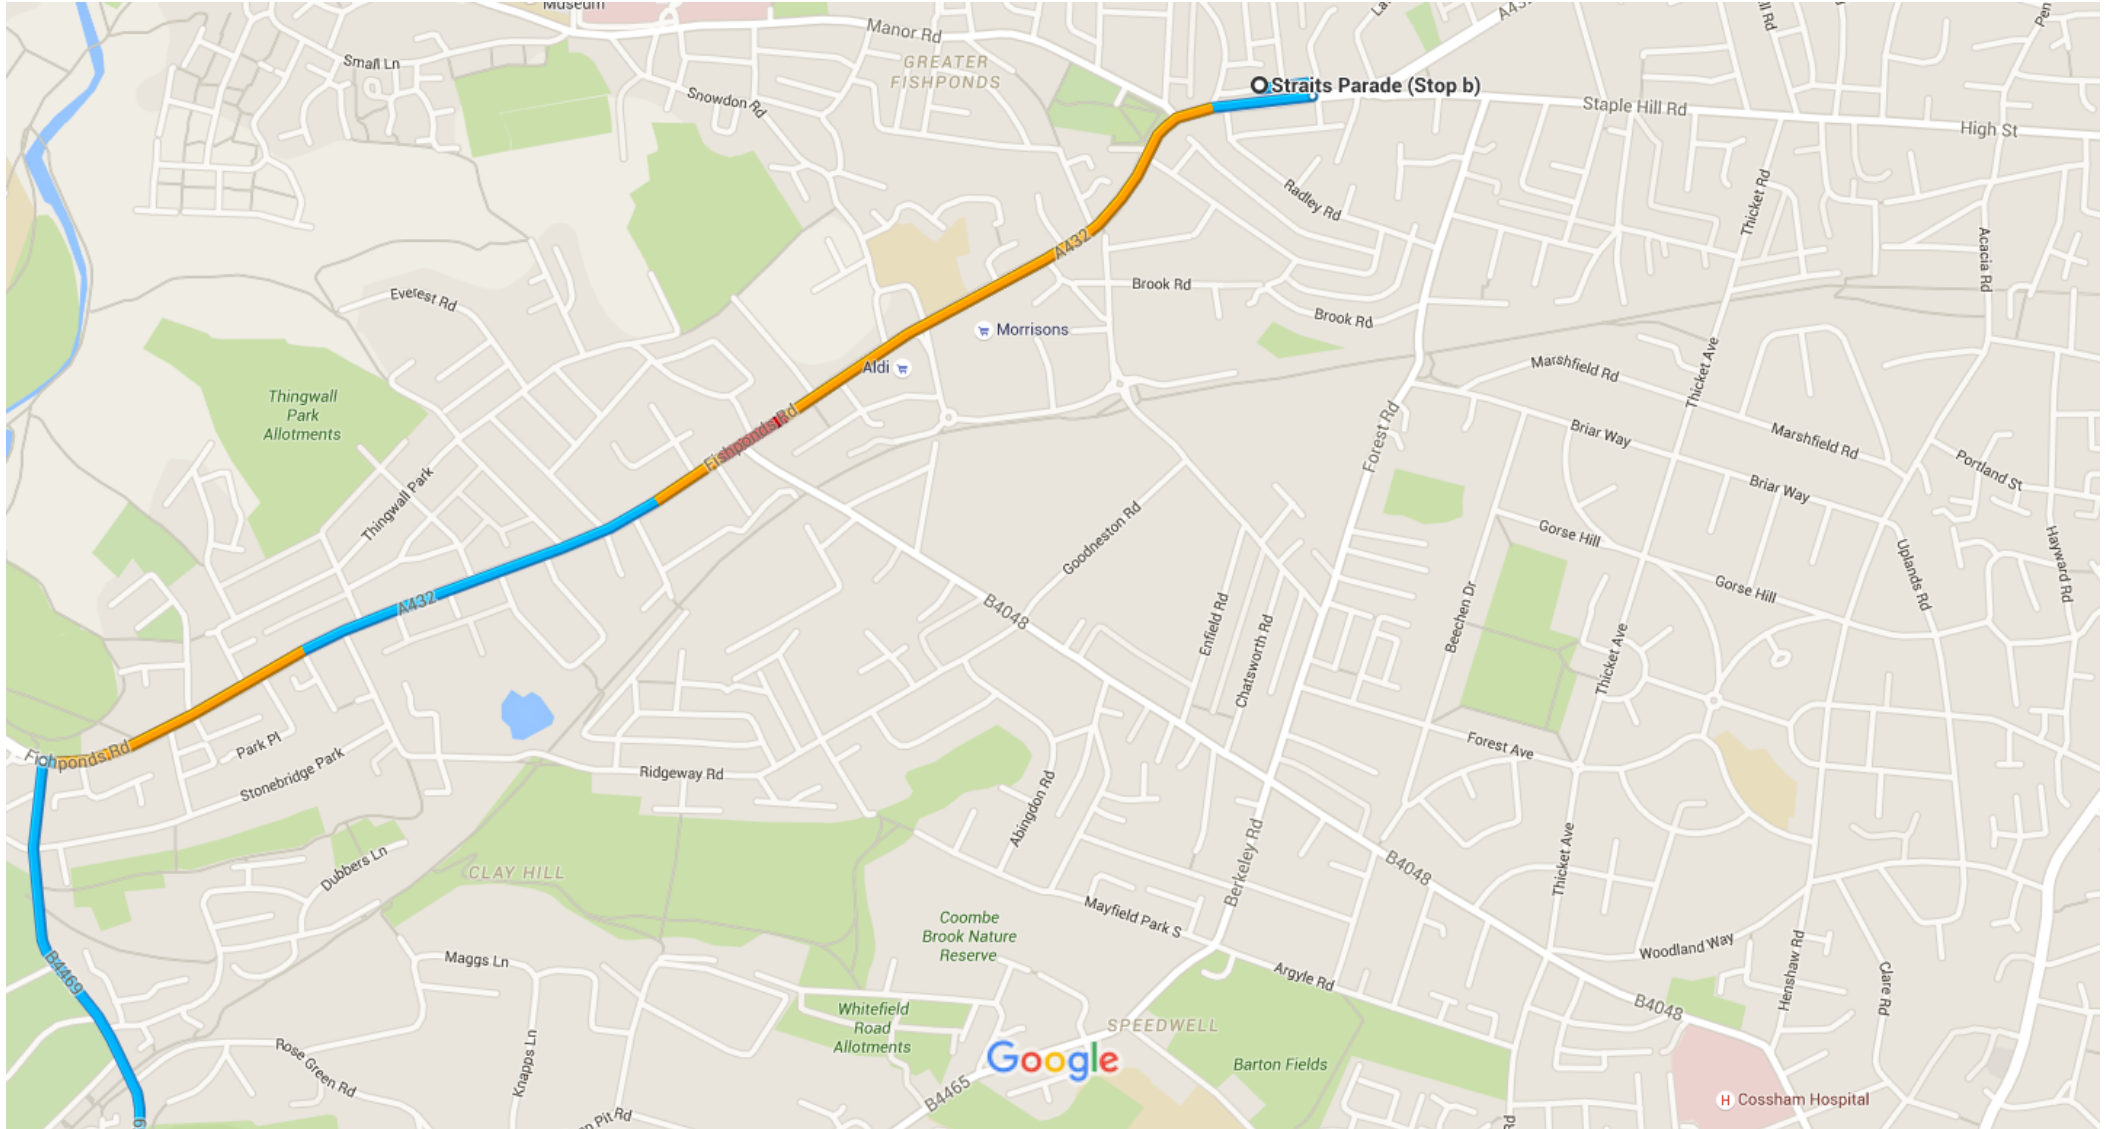 Museum
Manor Rd
A432
Small Ln
GREATER
FISHPONDS
Straits Parade (Stop b)
Snowdon Rd
Staple Hill Rd
High St
Radley Rd
Thicket Rd
A432
Acacia Rd
Everest Rd
Brook Rd
Brook Rd
Morrisons
Aldi
Marshfield Rd
Thicket Ave
Thingwall
Park
Allotments
Fishponds Rd
Forest Rd
Briar Way
Marshfield Rd
Portland St
Thingwall Park
Briar Way
Goodneston Rd
Gorse Hill
Uplands Rd
Hayward Rd
A432
B4048
Enfield Rd
Chatsworth Rd
Beechen Dr
Gorse Hill
Thicket Ave
Fishponds Rd
Park Pl
Stonebridge Park
Ridgeway Rd
Forest Ave
Abingdon Rd
Dubbers Ln
CLAY HILL
Berkeley Rd
B4048
Thicket Ave
Mayfield Park S
Coombe
Brook Nature
Reserve
Maggs Ln
B4469
Argyle Rd
Woodland Way
Henshaw Rd
Clare Rd
Whitefield
Road
Allotments
SPEEDWELL
B4048
Rose Green Rd
Knapps Ln
Google
Barton Fields
B4465
H Cossham Hospital
Pit Rd
Rd